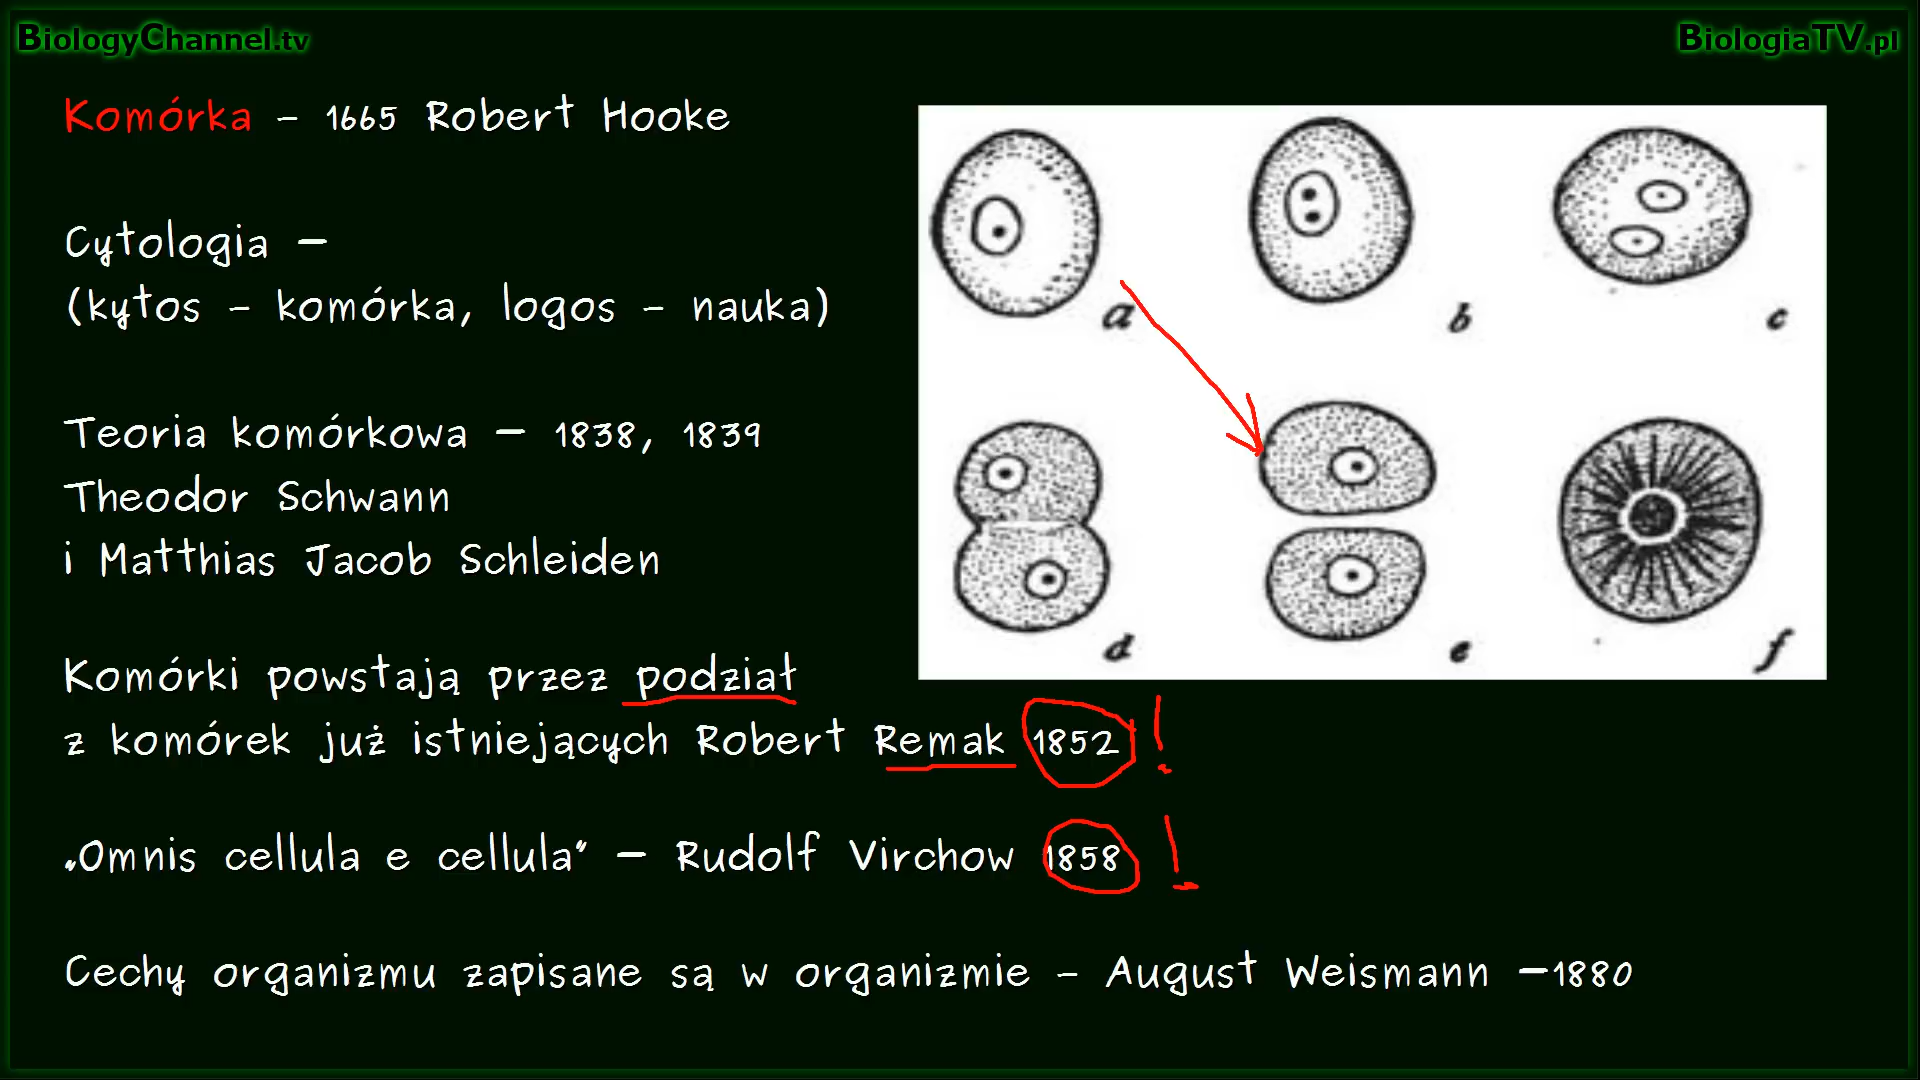 BiologyChannel.tv
BiologiaTV.pl
Komórka – 1665 Robert Hooke
Cytologia –
(kytos – komórka, logos – nauka)
Teoria komórkowa – 1838, 1839
Theodor Schwann
i Matthias Jacob Schleiden
Komórki powstają przez podział
z komórek już istniejących Robert Remak 1852 !
„Omnis cellula e cellula” – Rudolf Virchow 1858 !
Cechy organizmu zapisane są w organizmie – August Weismann –1880
a
b
c
d
e
f